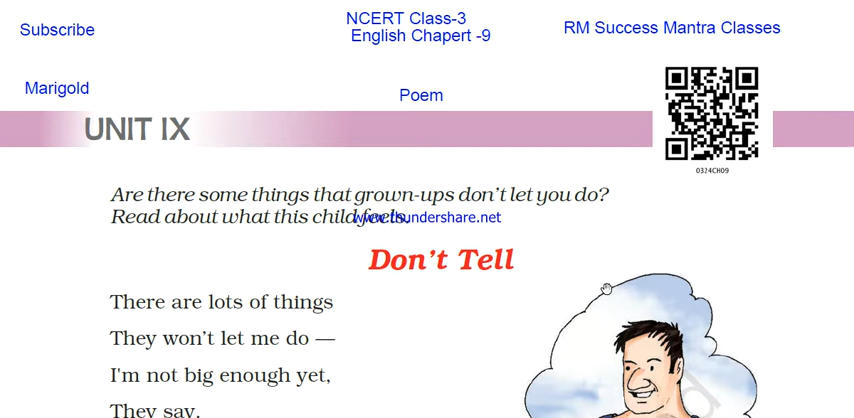 Subscribe
NCERT Class-3
English Chapert -9
RM Success Mantra Classes
Marigold
Poem
UNIT IX
0324CH09
Are there some things that grown-ups don't let you do?
Read about what this child feels.
www.thundershare.net
Don't Tell
There are lots of things
They won't let me do —
I'm not big enough yet,
They say.